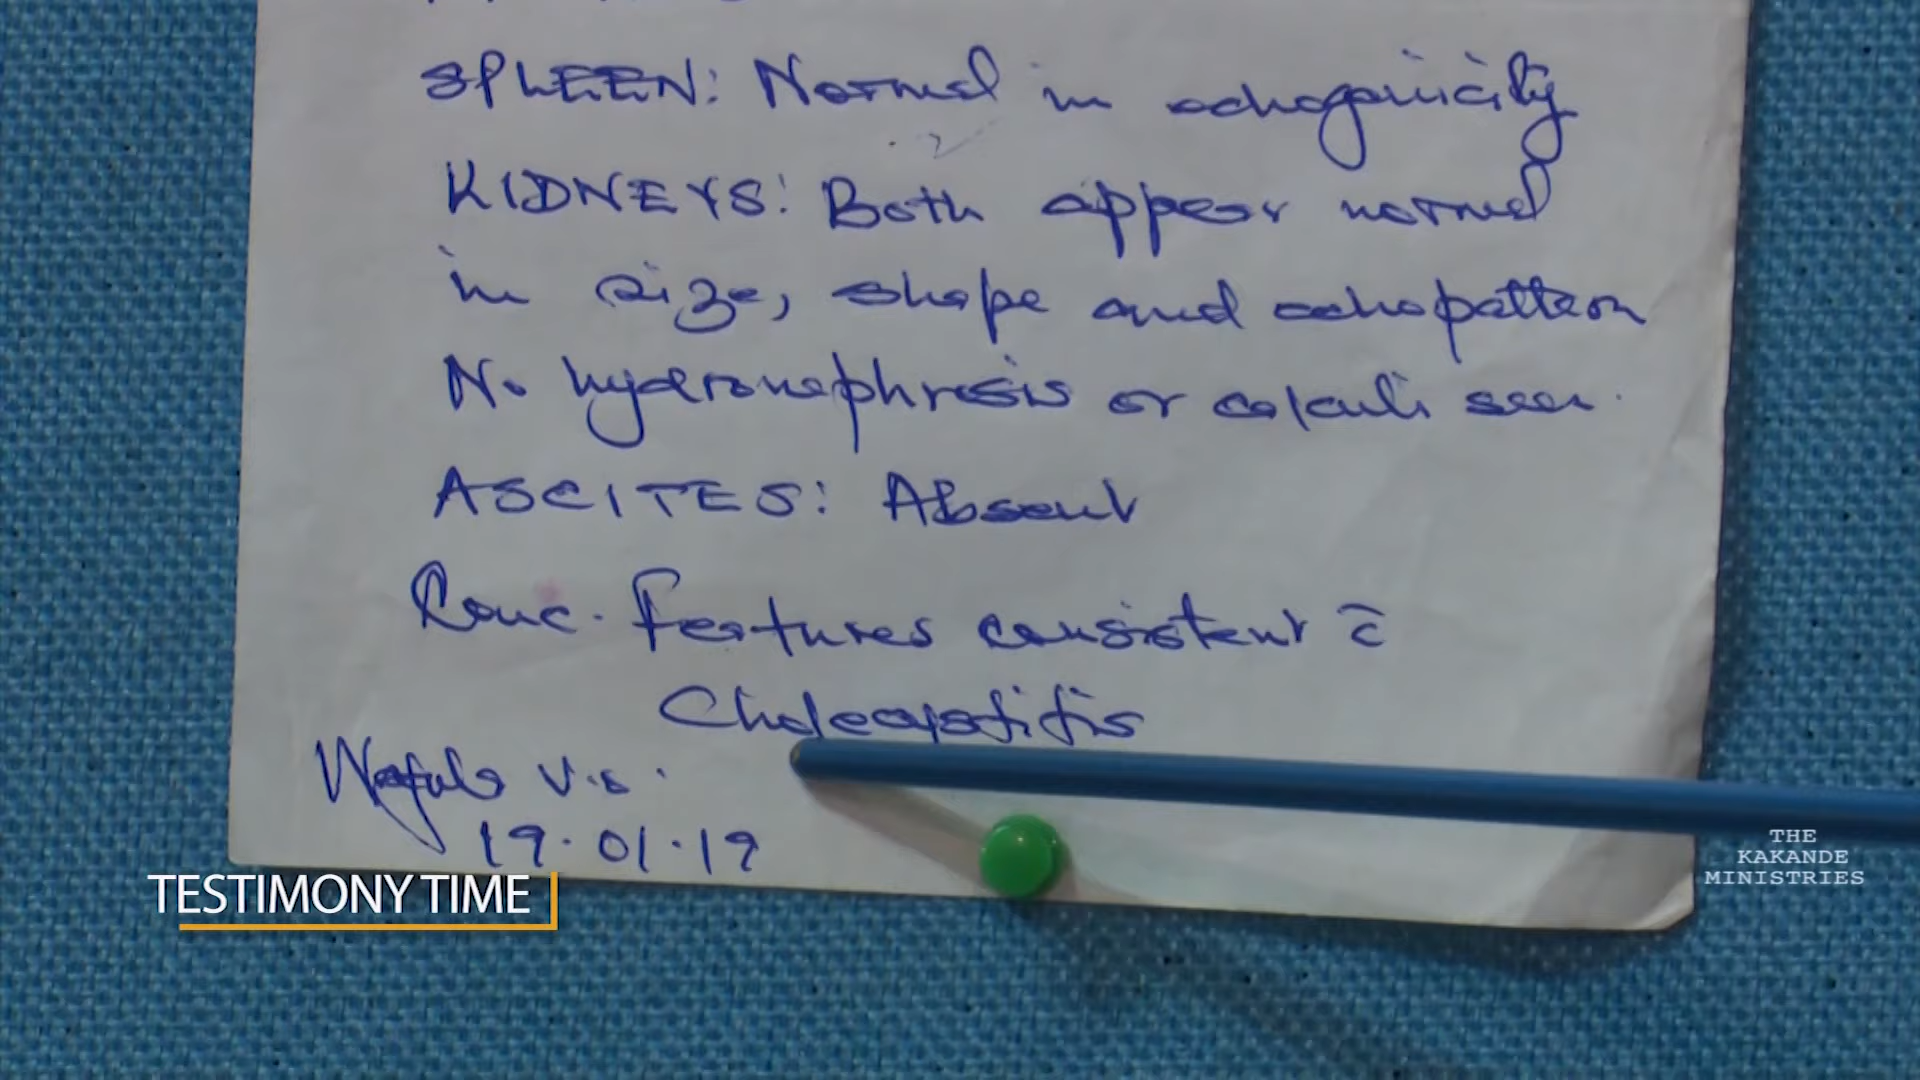 SPLEEN: Normal in echogenicity
KIDNEYS: Both appear normal
in size, shape and echopattern
No hydronephrosis or calculi seen.
ASCITES: Absent
Conc. Features consistent c̄
Cholecystitis
19.01.19
TESTIMONY TIME
THE
KAKANDE
MINISTRIES